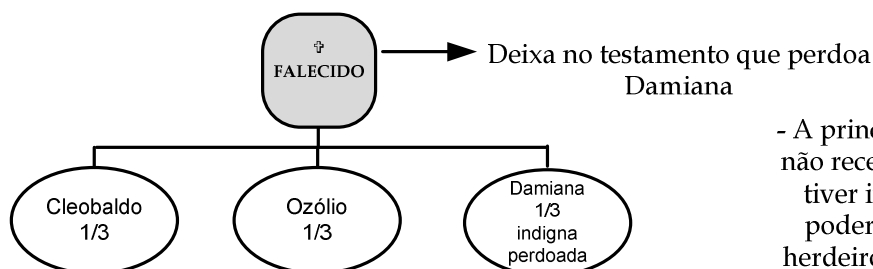 ✞
FALECIDO
Deixa no testamento que perdoa
Damiana
- A princ
não rece
tiver i
poder
herdeiro
Cleobaldo
1/3
Ozólio
1/3
Damiana
1/3
indigna
perdoada